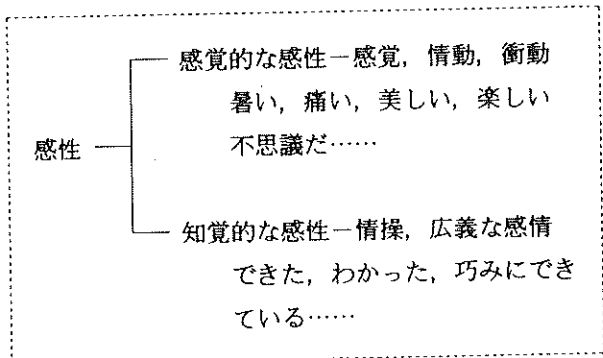 感性
感覚的な感性－感覚，情動，衝動
暑い，痛い，美しい，楽しい
不思議だ……
知覚的な感性－情操，広義な感情
できた，わかった，巧みにでき
ている……